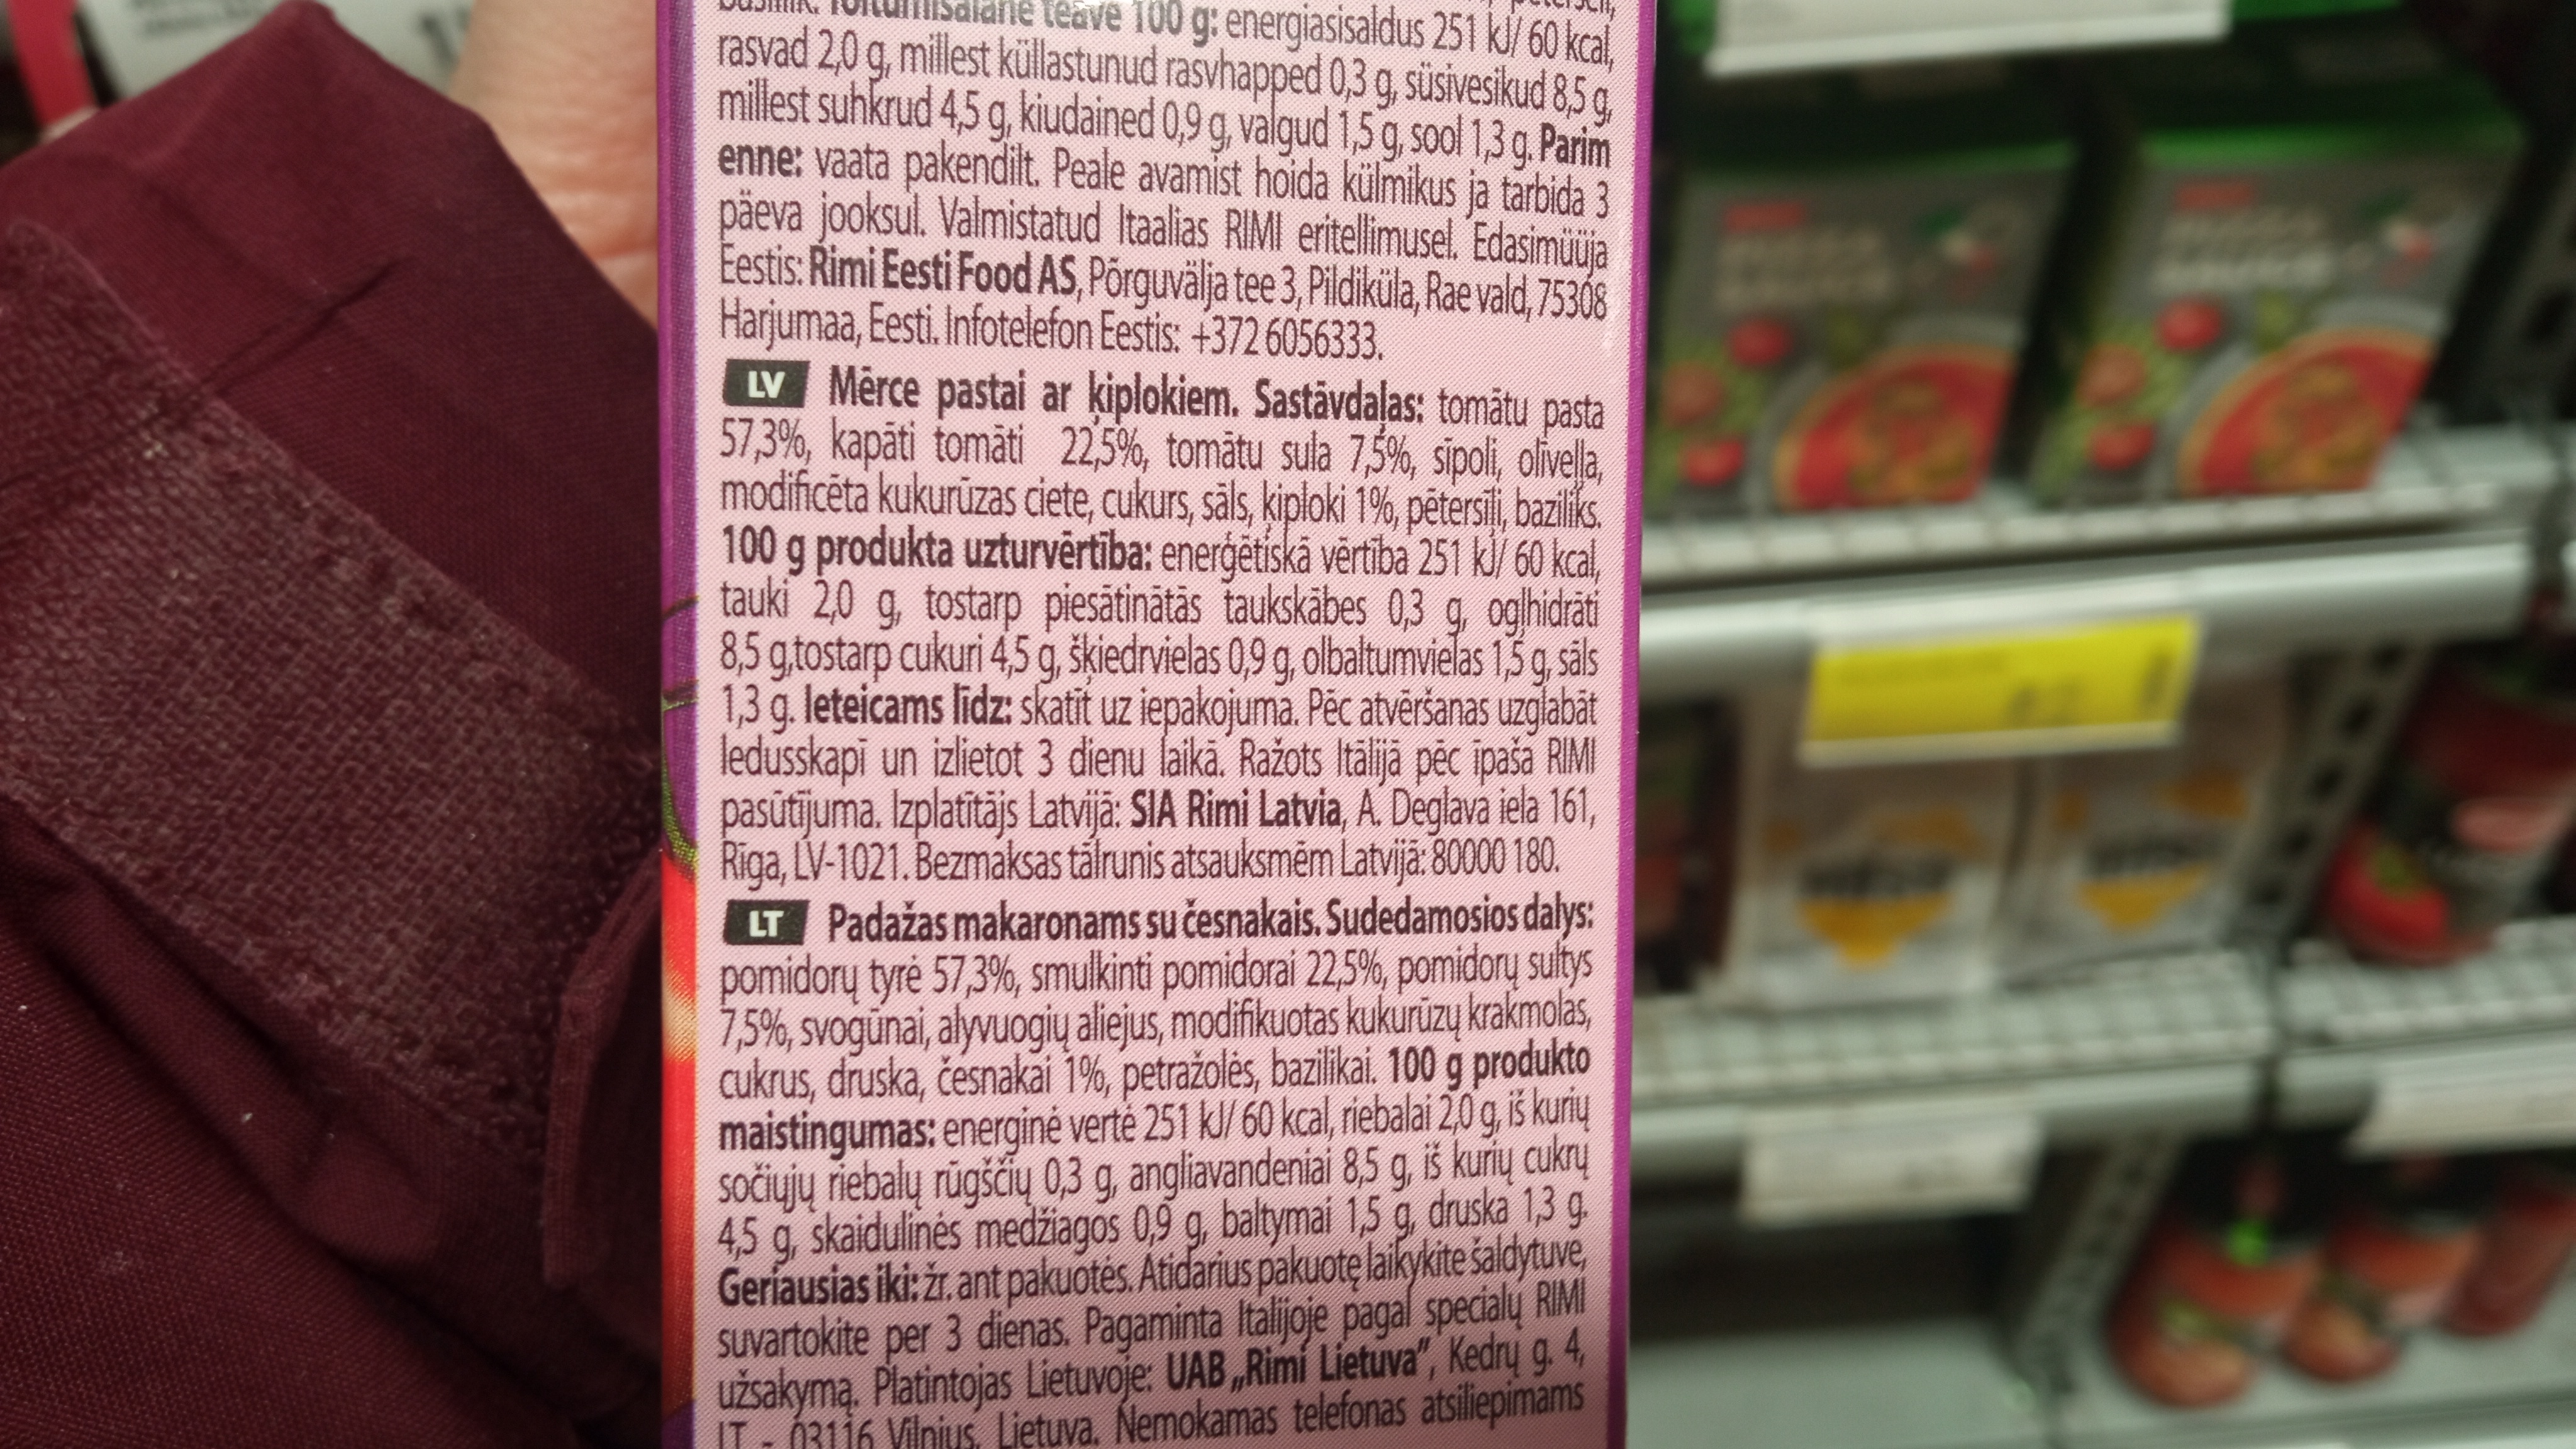 basiilik. Toitumisalane teave 100 g: energiasisaldus 251 kJ/ 60 kcal,
rasvad 2,0 g, millest küllastunud rasvhapped 0,3 g, süsivesikud 8,5 g,
millest suhkrud 4,5 g, kiudained 0,9 g, valgud 1,5 g, sool 1,3 g. Parim
enne: vaata pakendilt. Peale avamist hoida külmikus ja tarbida 3
päeva jooksul. Valmistatud Itaalias RIMI eritellimusel. Edasimüüja
Eestis: Rimi Eesti Food AS, Põrguvälja tee 3, Pildiküla, Rae vald, 75308
Harjumaa, Eesti. Infotelefon Eestis: +372 6056333.
LV Mērce pastai ar ķiplokiem. Sastāvdaļas: tomātu pasta
57,3%, kapāti tomāti 22,5%, tomātu sula 7,5%, sīpoli, olīveļļa,
modificēta kukurūzas ciete, cukurs, sāls, ķiploki 1%, pētersīļi, baziliks.
100 g produkta uzturvērtība: enerģētiskā vērtība 251 kJ/ 60 kcal,
tauki 2,0 g, tostarp piesātinātās taukskābes 0,3 g, ogļhidrāti
8,5 g,tostarp cukuri 4,5 g, šķiedrvielas 0,9 g, olbaltumvielas 1,5 g, sāls
1,3 g. Ieteicams līdz: skatīt uz iepakojuma. Pēc atvēršanas uzglabāt
ledusskapī un izlietot 3 dienu laikā. Ražots Itālijā pēc īpaša RIMI
pasūtījuma. Izplatītājs Latvijā: SIA Rimi Latvia, A. Deglava iela 161,
Rīga, LV-1021. Bezmaksas tālrunis atsauksmēm Latvijā: 80000 180.
LT Padažas makaronams su česnakais. Sudedamosios dalys:
pomidorų tyrė 57,3%, smulkinti pomidorai 22,5%, pomidorų sultys
7,5%, svogūnai, alyvuogių aliejus, modifikuotas kukurūzų krakmolas,
cukrus, druska, česnakai 1%, petražolės, bazilikai. 100 g produkto
maistingumas: energinė vertė 251 kJ/ 60 kcal, riebalai 2,0 g, iš kurių
sočiųjų riebalų rūgščių 0,3 g, angliavandeniai 8,5 g, iš kurių cukrų
4,5 g, skaidulinės medžiagos 0,9 g, baltymai 1,5 g, druska 1,3 g.
Geriausias iki: žr. ant pakuotės. Atidarius pakuotę laikykite šaldytuve,
suvartokite per 3 dienas. Pagaminta Italijoje pagal specialų RIMI
užsakymą. Platintojas Lietuvoje: UAB „Rimi Lietuva", Kedrų g. 4,
LT - 03116 Vilnius, Lietuva. Nemokamas telefonas atsiliepimams